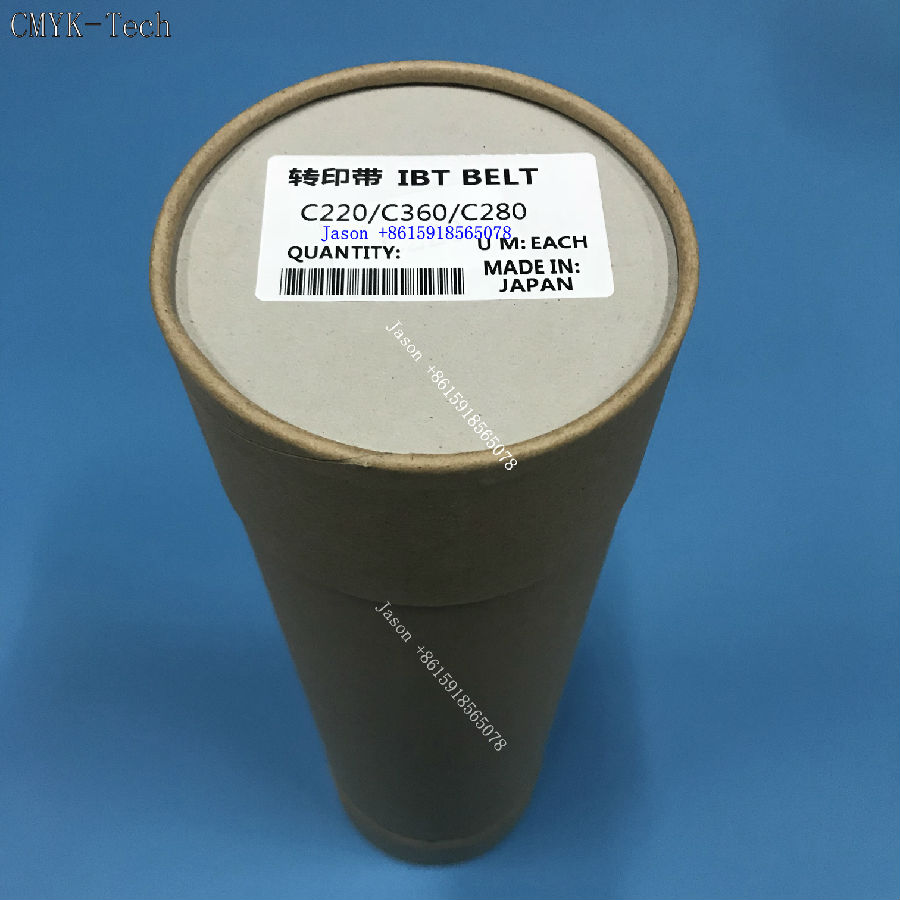 CMYK-Tech
转印带 IBT BELT
C220/C360/C280
Jason +8615918565078
QUANTITY:
U M: EACH
MADE IN:
JAPAN
Jason +8615918565078
Jason +8615918565078